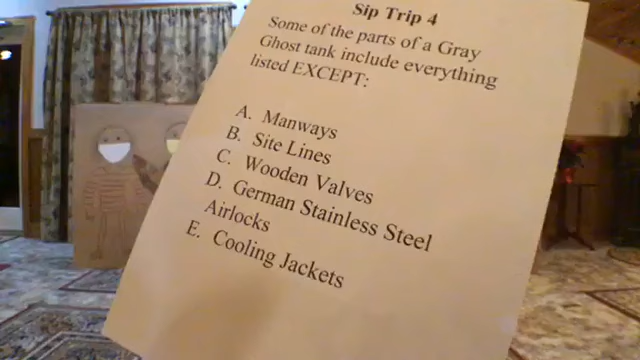 Sip Trip 4
Some of the parts of a Gray
Ghost tank include everything
listed EXCEPT:
A. Manways
B. Site Lines
C. Wooden Valves
D. German Stainless Steel
Airlocks
E. Cooling Jackets